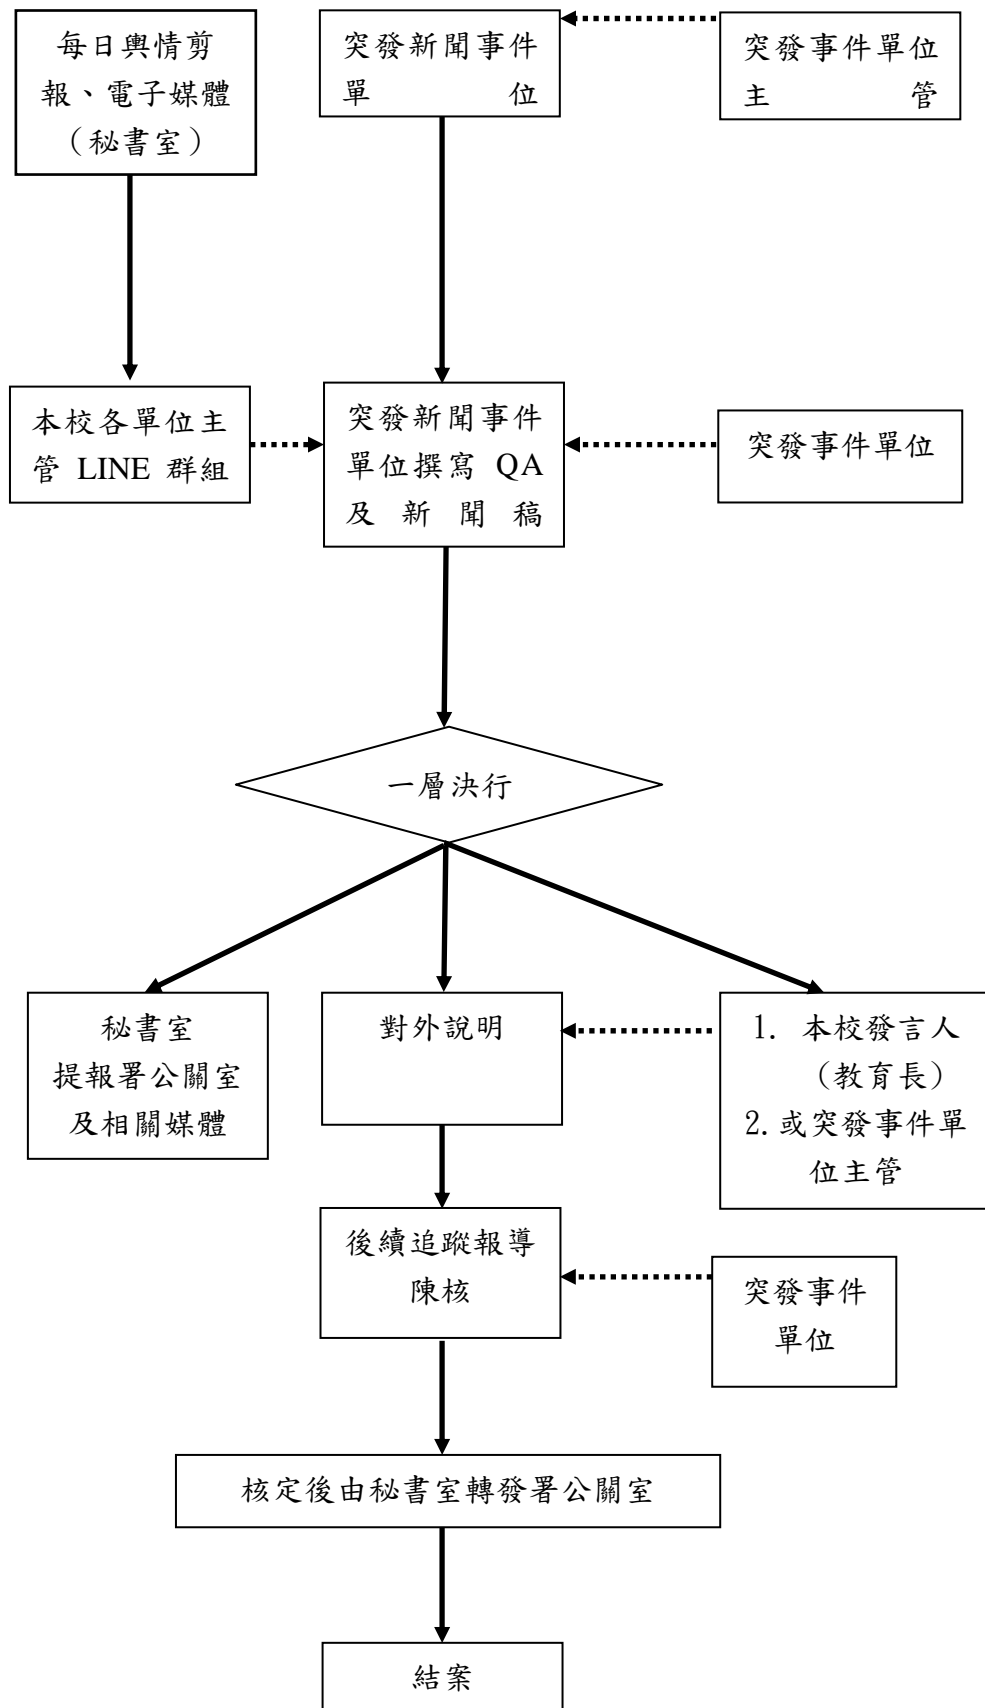 每日輿情剪
報、電子媒體
（秘書室）
突發新聞事件
單位
突發事件單位
主管
本校各單位主
管 LINE 群組
突發新聞事件
單位撰寫 QA
及新聞稿
突發事件單位
一層決行
秘書室
提報署公關室
及相關媒體
對外說明
1. 本校發言人
（教育長）
2.或突發事件單
位主管
後續追蹤報導
陳核
突發事件
單位
核定後由秘書室轉發署公關室
結案